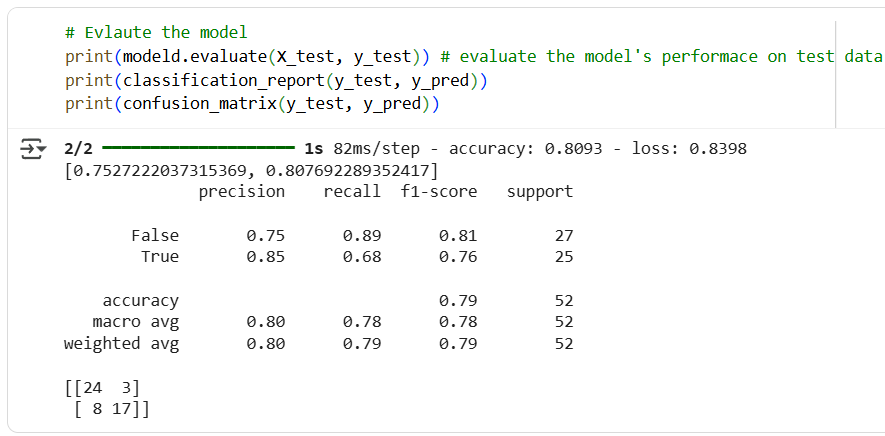 # Evlaute the model
print(modeld.evaluate(X_test, y_test)) # evaluate the model's performace on test data
print(classification_report(y_test, y_pred))
print(confusion_matrix(y_test, y_pred))
2/2 ━━━━━━━━━━━━━━━━━━━━ 1s 82ms/step - accuracy: 0.8093 - loss: 0.8398
[0.7527222037315369, 0.807692289352417]
              precision    recall  f1-score   support
       False       0.75      0.89      0.81        27
        True       0.85      0.68      0.76        25
    accuracy                           0.79        52
   macro avg       0.80      0.78      0.78        52
weighted avg       0.80      0.79      0.79        52
[[24  3]
 [ 8 17]]